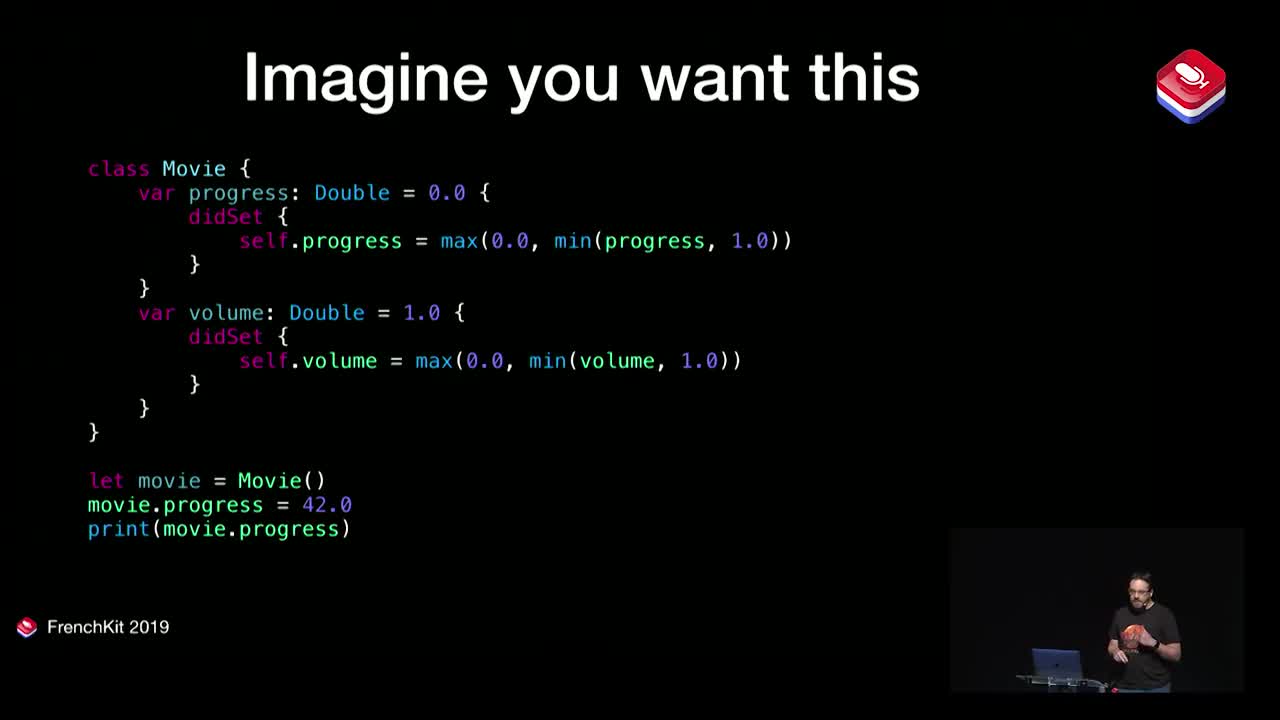 Imagine you want this
class Movie {
    var progress: Double = 0.0 {
        didSet {
            self.progress = max(0.0, min(progress, 1.0))
        }
    }
    var volume: Double = 1.0 {
        didSet {
            self.volume = max(0.0, min(volume, 1.0))
        }
    }
}
let movie = Movie()
movie.progress = 42.0
print(movie.progress)
FrenchKit 2019